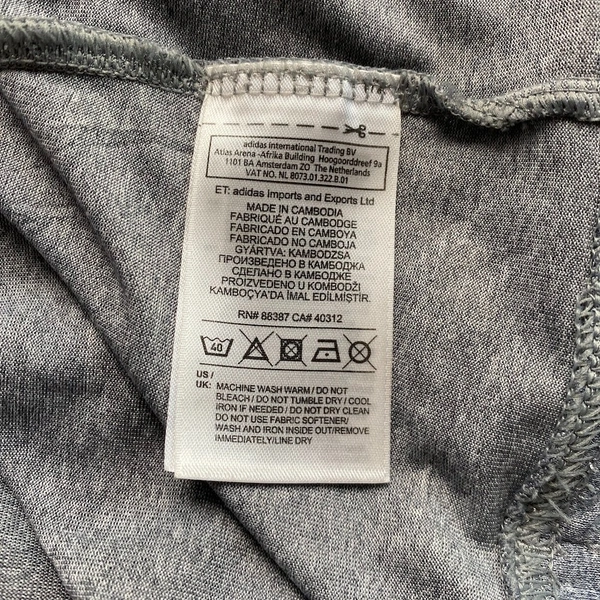 adidas International Trading BV
Atlas Arena -Afrika Building Hoogoorddreef 9a
1101 BA Amsterdam ZO The Netherlands
VAT NO. NL 8073.01.322.B.01
ET: adidas Imports and Exports Ltd
MADE IN CAMBODIA
FABRIQUÉ AU CAMBODGE
FABRICADO EN CAMBOYA
FABRICADO NO CAMBOJA
GYÁRTVA: KAMBODZSA
ПРОИЗВЕДЕНО В КАМБОДЖА
СДЕЛАНО В КАМБОДЖЕ
PROIZVEDENO U KOMBODŽI
KAMBOÇYA'DA İMAL EDİLMİŞTİR.
RN# 88387 CA# 40312
40
US /
UK: MACHINE WASH WARM / DO NOT
BLEACH / DO NOT TUMBLE DRY / COOL
IRON IF NEEDED / DO NOT DRY CLEAN
DO NOT USE FABRIC SOFTENER/
WASH AND IRON INSIDE OUT/REMOVE
IMMEDIATELY/LINE DRY